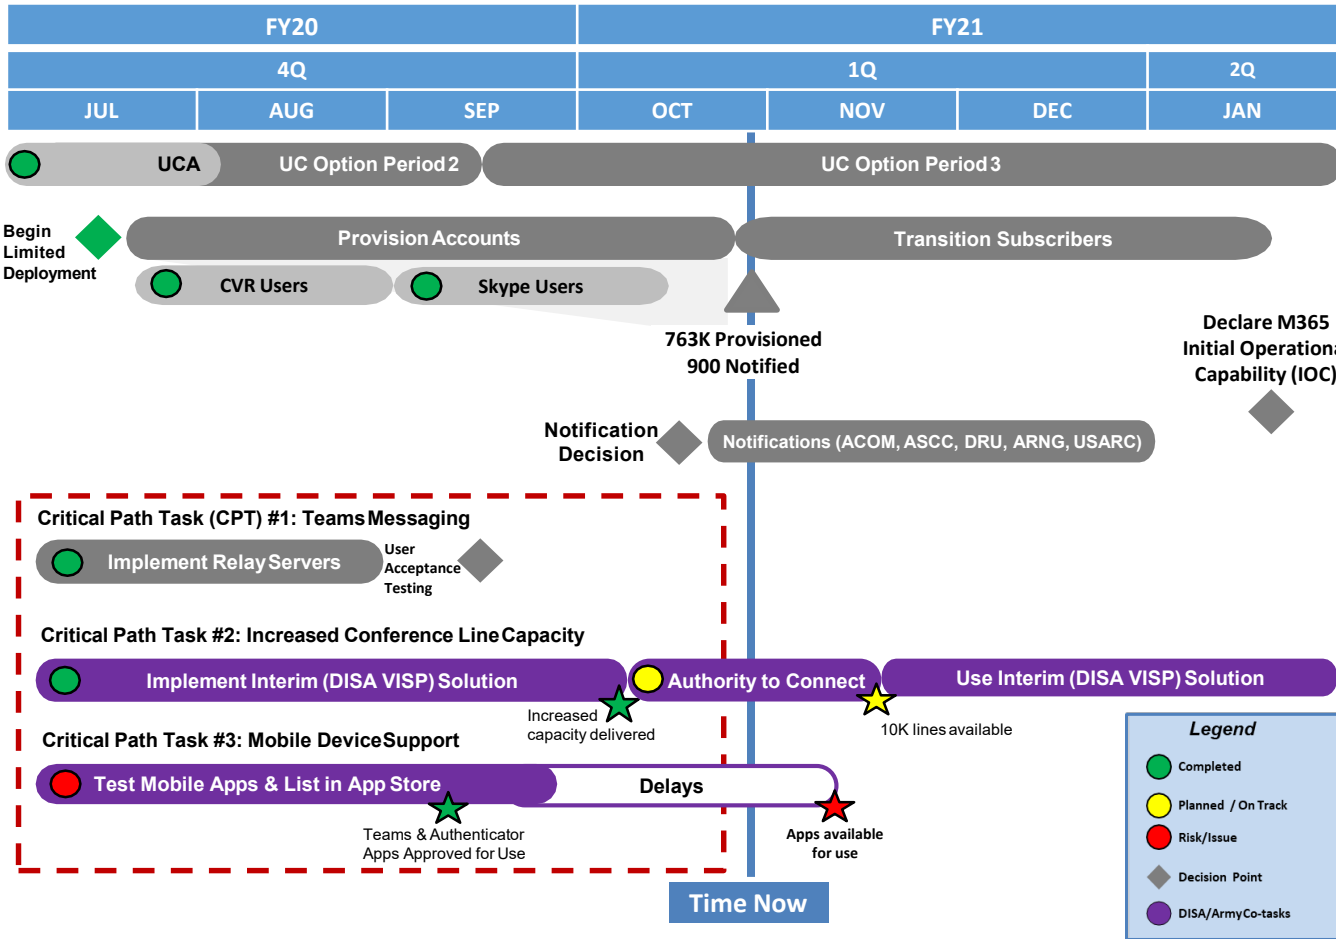 FY20
FY21
4Q
1Q
2Q
JUL
AUG
SEP
OCT
NOV
DEC
JAN
UCA
UC Option Period 2
UC Option Period 3
Begin
Limited
Deployment
Provision Accounts
Transition Subscribers
CVR Users
Skype Users
763K Provisioned
900 Notified
Declare M365
Initial Operationa
Capability (IOC)
Notification
Decision
Notifications (ACOM, ASCC, DRU, ARNG, USARC)
Critical Path Task (CPT) #1: Teams Messaging
Implement Relay Servers
User
Acceptance
Testing
Critical Path Task #2: Increased Conference Line Capacity
Implement Interim (DISA VISP) Solution
Authority to Connect
Use Interim (DISA VISP) Solution
Increased
capacity delivered
10K lines available
Critical Path Task #3: Mobile Device Support
Test Mobile Apps & List in App Store
Delays
Teams & Authenticator
Apps Approved for Use
Apps available
for use
Time Now
Legend
Completed
Planned / On Track
Risk/Issue
Decision Point
DISA/Army Co-tasks